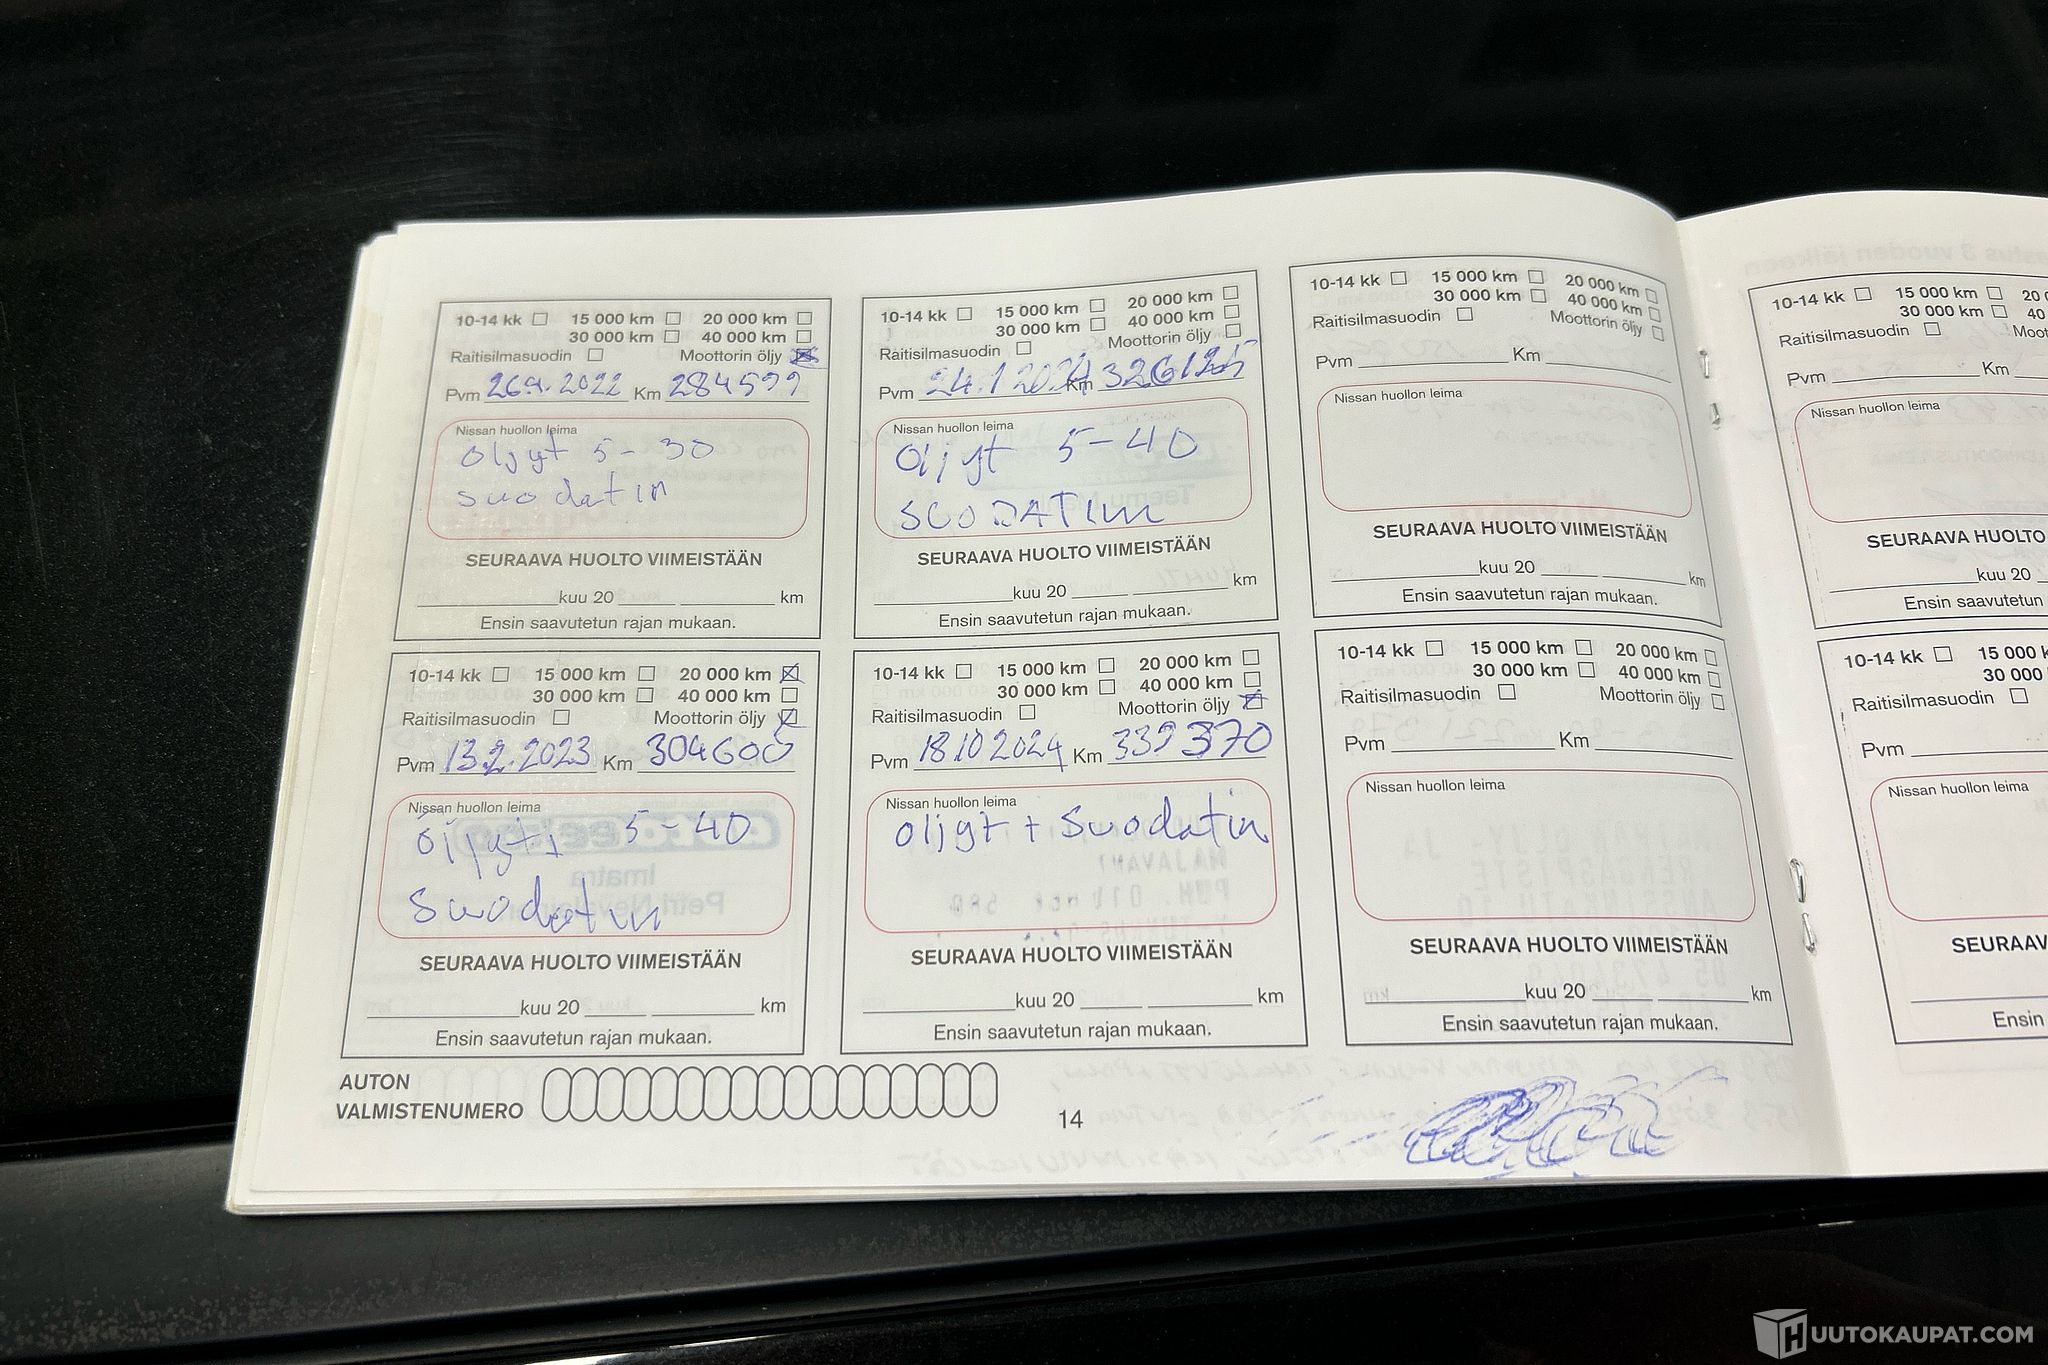 10-14 kk 15 000 km 20 000 km
30 000 km 40 000 km
Raitisilmasuodin Moottorin öljy
Pvm 26.9.2022 Km 284599
Nissan huollon leima
öljyt 5-30
suodatin
SEURAAVA HUOLTO VIIMEISTÄÄN
kuu 20 km
Ensin saavutetun rajan mukaan.
10-14 kk 15 000 km 20 000 km
30 000 km 40 000 km
Raitisilmasuodin Moottorin öljy
Pvm 24.1 2024 Km 326125
Nissan huollon leima
Öljyt 5-40
SUODATIN
SEURAAVA HUOLTO VIIMEISTÄÄN
kuu 20 km
Ensin saavutetun rajan mukaan.
10-14 kk 15 000 km 20 000 km
30 000 km 40 000 km
Raitisilmasuodin Moottorin öljy
Pvm Km
Nissan huollon leima
SEURAAVA HUOLTO VIIMEISTÄÄN
kuu 20 km
Ensin saavutetun rajan mukaan.
10-14 kk 15 000 km 20 000 km
30 000 km 40 000 km
Raitisilmasuodin Moottorin öljy
Pvm 13.2.2023 Km 304600
Nissan huollon leima
öljyt+ 5-40
Suodatin
SEURAAVA HUOLTO VIIMEISTÄÄN
kuu 20 km
Ensin saavutetun rajan mukaan.
10-14 kk 15 000 km 20 000 km
30 000 km 40 000 km
Raitisilmasuodin Moottorin öljy
Pvm 18.10 2024 Km 339370
Nissan huollon leima
öljyt + Suodatin
SEURAAVA HUOLTO VIIMEISTÄÄN
kuu 20 km
Ensin saavutetun rajan mukaan.
10-14 kk 15 000 km 20 000 km
30 000 km 40 000 km
Raitisilmasuodin Moottorin öljy
Pvm Km
Nissan huollon leima
SEURAAVA HUOLTO VIIMEISTÄÄN
kuu 20 km
Ensin saavutetun rajan mukaan.
AUTON
VALMISTENUMERO
14
10-14 kk 15 000 km 20
30 000 km 40
Raitisilmasuodin
Pvm Km
Nissan huollon leima
SEURAAVA HUOLTO
kuu 20
Ensin saavutetun
10-14 kk 15 000
30 000
Raitisilmasuodin
Pvm
Nissan huollon leima
Ensin
HUUTOKAUPAT.COM